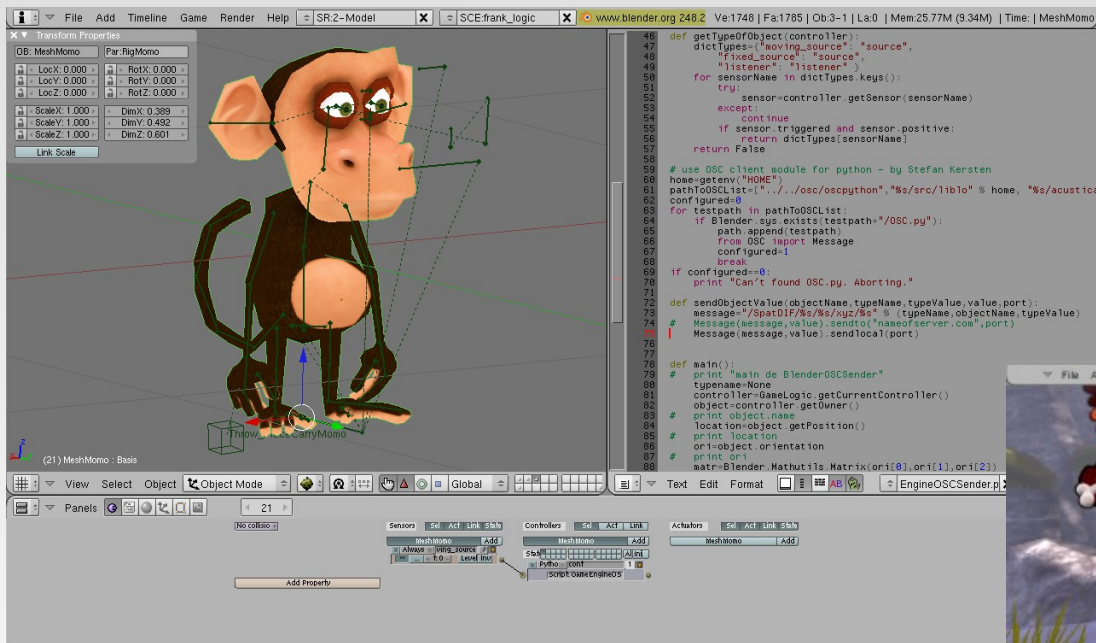 File Add Timeline Game Render Help SR:2-Model SCE:frank_logic www.blender.org 248.2 Ve:1748 | Fa:1785 | Ob:3-1 | La:0 | Mem:25.77M (9.34M) | Time: | MeshMomo
Transform Properties
OB: MeshMomo Par:RigMomo
LocX: 0.000 RotX: 0.000
LocY: 0.000 RotY: 0.000
LocZ: 0.000 RotZ: 0.000
ScaleX: 1.000 DimX: 0.389
ScaleY: 1.000 DimY: 0.492
ScaleZ: 1.000 DimZ: 0.601
Link Scale
CarryMomo
(21) MeshMomo : Basis
View Select Object Object Mode Global
46 def getTypeOfObject(controller):
47 dictTypes={"moving_source": "source",
48 "fixed_source": "source",
49 "listener": "listener" }
50 for sensorName in dictTypes.keys():
51 try:
52 sensor=controller.getSensor(sensorName)
53 except:
54 continue
55 if sensor.triggered and sensor.positive:
56 return dictTypes[sensorName]
57 return False
58
59 # use OSC client module for python - by Stefan Kersten
60 home=getenv("HOME")
61 pathToOSCList=["../../osc/oscpython","%s/src/liblo" % home, "%s/acustica
62 configured=0
63 for testpath in pathToOSCList:
64 if Blender.sys.exists(testpath+"/OSC.py"):
65 path.append(testpath)
66 from OSC import Message
67 configured=1
68 break
69 if configured==0:
70 print "Can't found OSC.py. Aborting."
71
72 def sendObjectValue(objectName,typeName,typeValue,value,port):
73 message="/SpatDIF/%s/%s/xyz/%s" % (typeName,objectName,typeValue)
74 # Message(message,value).sendto("nameofserver.com",port)
75 Message(message,value).sendlocal(port)
76
77
78 def main():
79 # print "main de BlenderOSCSender"
80 typename=None
81 controller=GameLogic.getCurrentController()
82 object=controller.getOwner()
83 # print object.name
84 location=object.getPosition()
85 # print location
86 ori=object.orientation
87 # print ori
88 matr=Blender.Mathutils.Matrix(ori[0],ori[1],ori[2])
Text Edit Format AB EngineOSCSender.p
File
Panels 21
No collisio
Add Property
Sensors Sel Act Link State
MeshMomo Add
Always iving_source
f: 0 Level Inv
Controllers Sel Act Link
MeshMomo Add
Stat All Ini
Pytho conf 1
Script: GameEngineOS
Actuators Sel Act Link State
MeshMomo Add